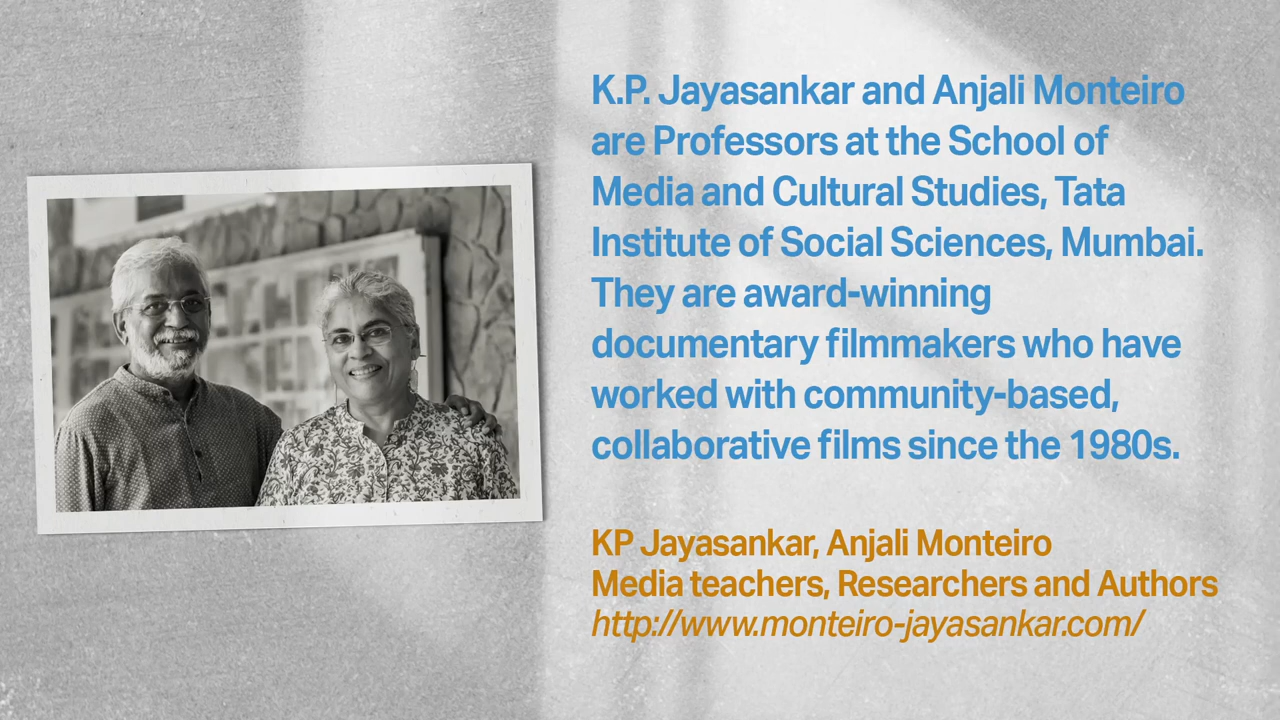 K.P. Jayasankar and Anjali Monteiro
are Professors at the School of
Media and Cultural Studies, Tata
Institute of Social Sciences, Mumbai.
They are award-winning
documentary filmmakers who have
worked with community-based,
collaborative films since the 1980s.
KP Jayasankar, Anjali Monteiro
Media teachers, Researchers and Authors
http://www.monteiro-jayasankar.com/